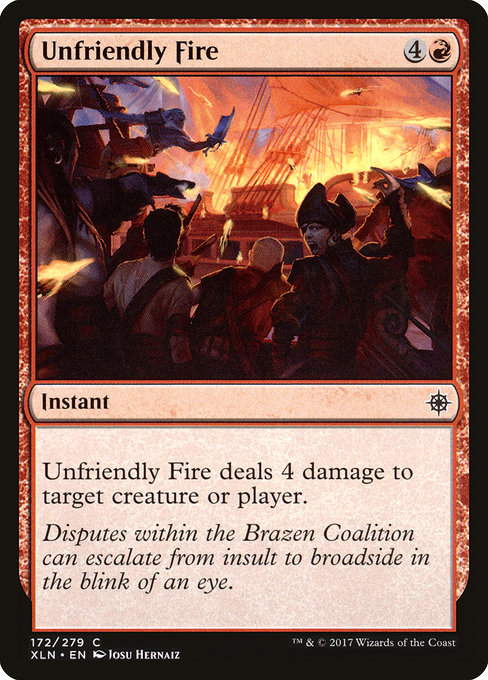 Unfriendly Fire 4
Instant
Unfriendly Fire deals 4 damage to
target creature or player.
Disputes within the Brazen Coalition
can escalate from insult to broadside in
the blink of an eye.
172/279 C
XLN • EN Josu Hernaiz
™ & © 2017 Wizards of the Coast